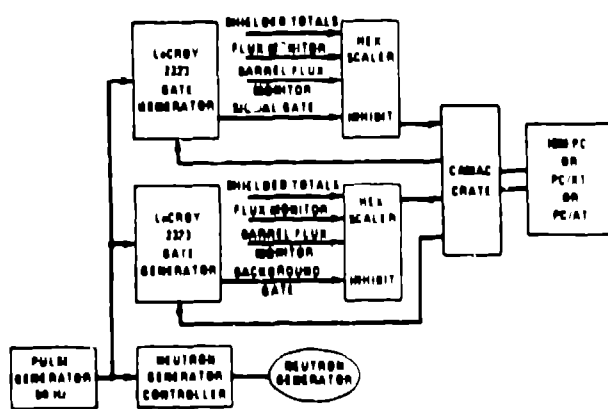 SHIELDED TOTALS
FLUX MONITOR
BARREL FLUX
MONITOR
SIGNAL GATE
LeCROY
2323
GATE
GENERATOR
HEX
SCALER
INHIBIT
CAMAC
CRATE
IBM PC
OR
PC/XT
OR
PC/AT
SHIELDED TOTALS
FLUX MONITOR
BARREL FLUX
MONITOR
BACKGROUND
GATE
LeCROY
2323
GATE
GENERATOR
HEX
SCALER
INHIBIT
PULSE
GENERATOR
HZ
NEUTRON
GENERATOR
CONTROLLER
NEUTRON
GENERATOR